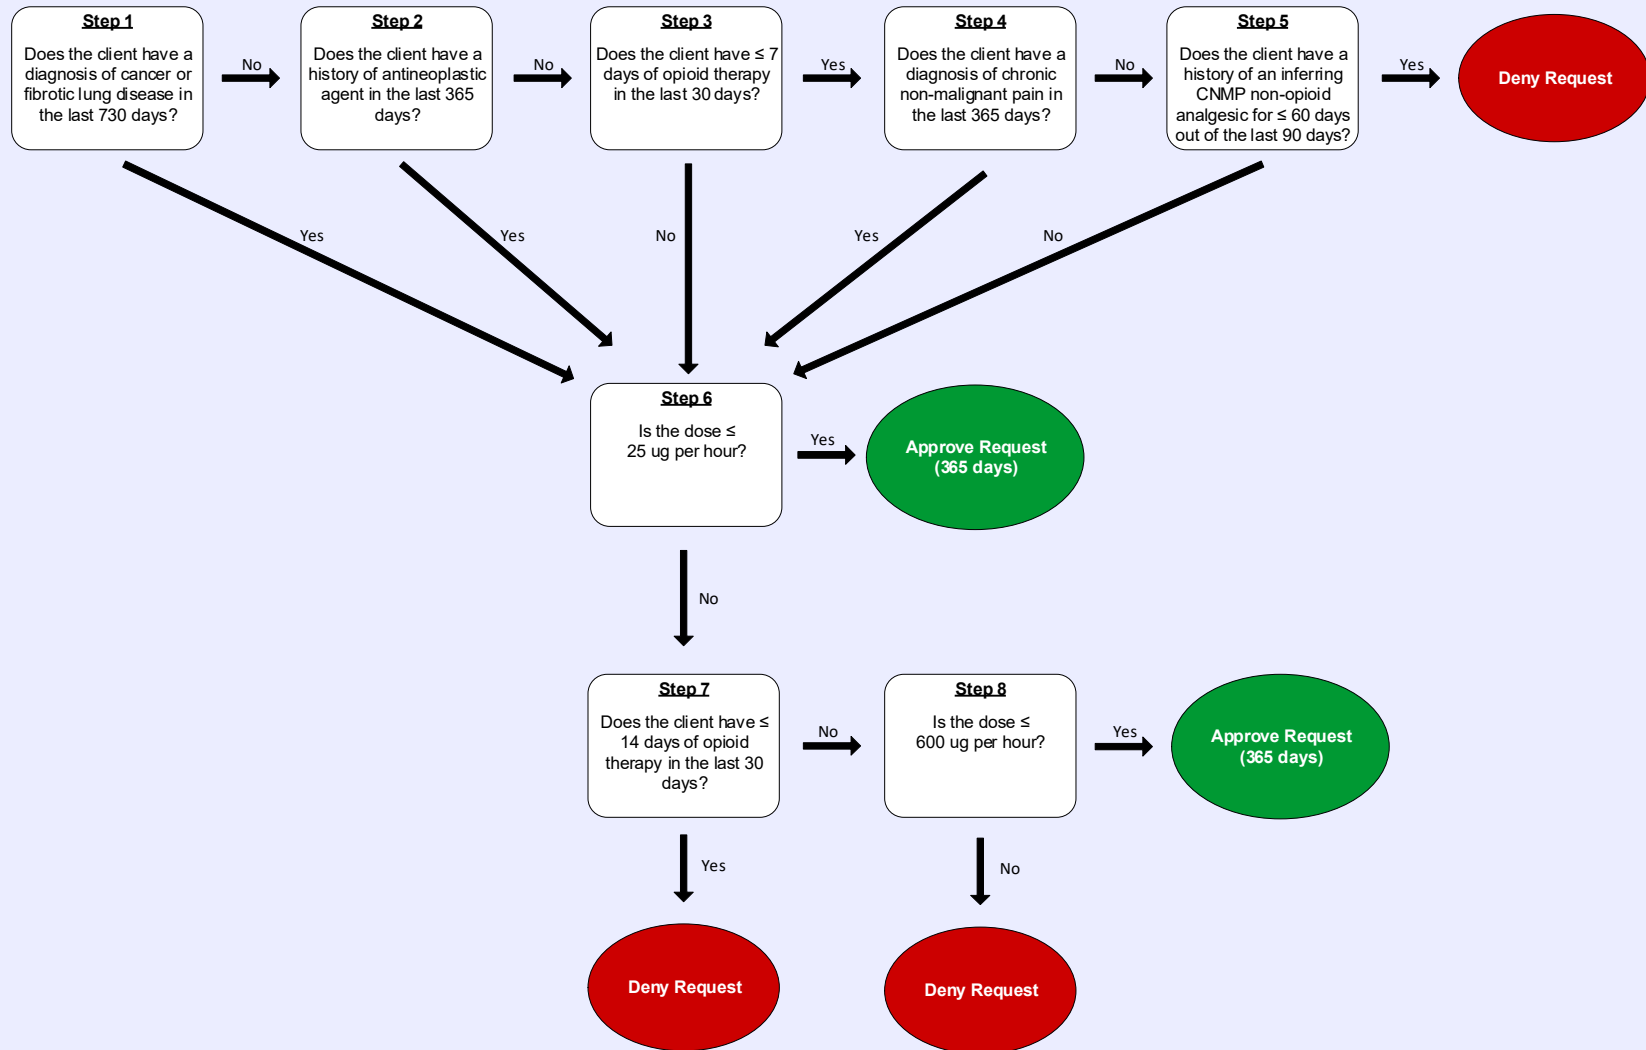 Step 1
Does the client have a
diagnosis of cancer or
fibrotic lung disease in
the last 730 days?
No
Step 2
Does the client have a
history of antineoplastic
agent in the last 365
days?
No
Step 3
Does the client have ≤ 7
days of opioid therapy
in the last 30 days?
Yes
Step 4
Does the client have a
diagnosis of chronic
non-malignant pain in
the last 365 days?
No
Step 5
Does the client have a
history of an inferring
CNMP non-opioid
analgesic for ≤ 60 days
out of the last 90 days?
Yes
Deny Request
Yes
Yes
No
Yes
No
Step 6
Is the dose ≤
25 ug per hour?
Yes
Approve Request
(365 days)
No
Step 7
Does the client have ≤
14 days of opioid
therapy in the last 30
days?
No
Step 8
Is the dose ≤
600 ug per hour?
Yes
Approve Request
(365 days)
Yes
No
Deny Request
Deny Request